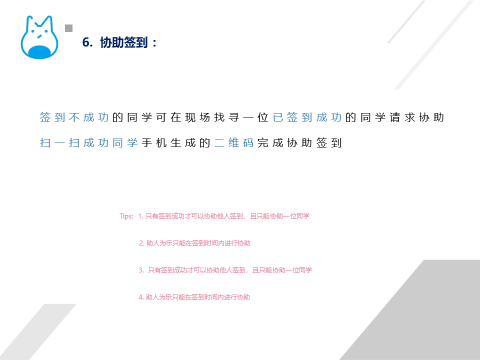 6. 协助签到：
签到不成功的同学可在现场找寻一位已签到成功的同学请求协助
扫一扫成功同学手机生成的二维码完成协助签到
Tips: 1. 只有签到成功才可以协助他人签到，且只能协助一位同学
2. 助人为乐只能在签到时间内进行协助
3. 只有签到成功才可以协助他人签到，且只能协助一位同学
4. 助人为乐只能在签到时间内进行协助